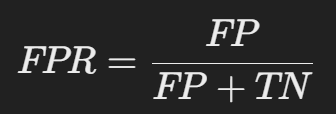 FPR = FP / FP + TN